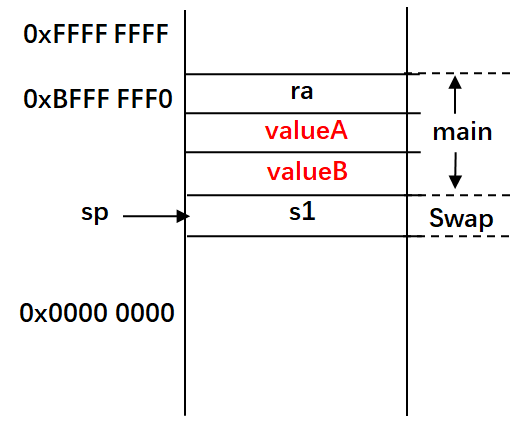 0xFFFF FFFF
0xBFFF FFF0
ra
valueA
main
valueB
sp
s1
Swap
0x0000 0000